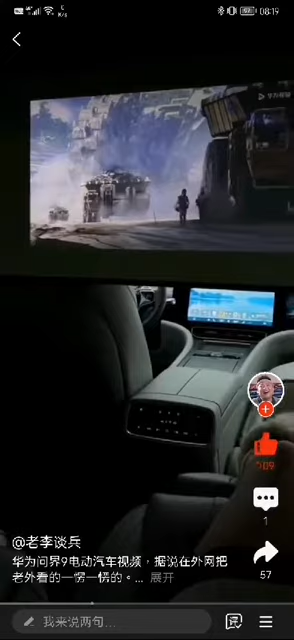 08:19
@老李谈兵
华为问界9电动汽车视频，据说在外网把
老外看的一愣一愣的。... 展开
1
57
我来说两句...
评